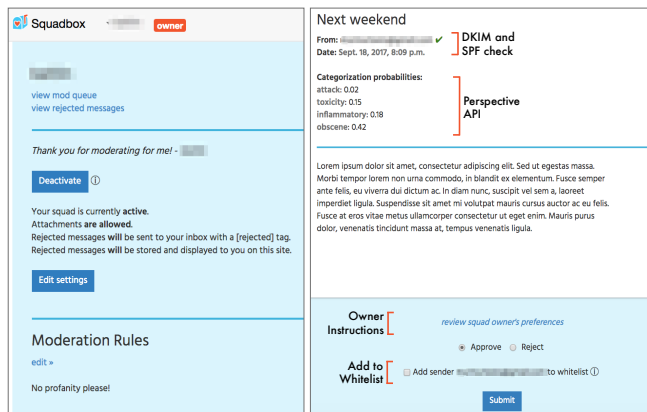 Squadbox
owner
view mod queue
view rejected messages
Thank you for moderating for me! -
Deactivate ⓘ
Your squad is currently active.
Attachments are allowed.
Rejected messages will be sent to your inbox with a [rejected] tag.
Rejected messages will be stored and displayed to you on this site.
Edit settings
Moderation Rules
edit »
No profanity please!
Next weekend
From: ✔
Date: Sept. 18, 2017, 8:09 p.m.
DKIM and
SPF check
Categorization probabilities:
attack: 0.02
toxicity: 0.15
inflammatory: 0.18
obscene: 0.42
Perspective
API
Lorem ipsum dolor sit amet, consectetur adipiscing elit. Sed ut egestas massa.
Morbi tempor lorem non urna commodo, in blandit ex elementum. Fusce semper
ante felis, eu viverra dui dictum ac. In diam nunc, suscipit vel sem a, laoreet
imperdiet ligula. Suspendisse sit amet mi volutpat mauris cursus auctor ac eu felis.
Fusce at eros vitae metus ullamcorper consectetur ut eget enim. Mauris purus
dolor, venenatis tincidunt massa at, tempus venenatis ligula.
Owner
Instructions
review squad owner's preferences
Approve Reject
Add to
Whitelist
Add sender to whitelist ⓘ
Submit